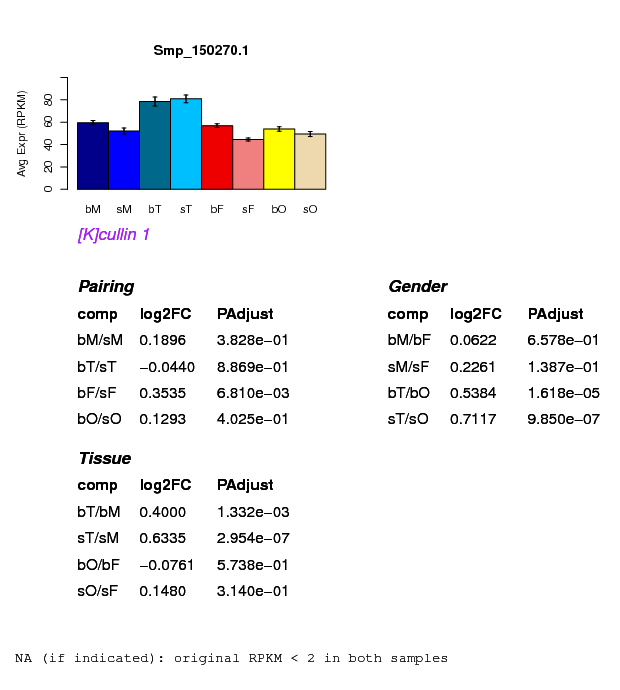 Smp_150270.1
Avg Expr (RPKM)
0 20 40 60 80
bM sM bT sT bF sF bO sO
[K]cullin 1
Pairing
comp log2FC PAdjust
bM/sM 0.1896 3.828e−01
bT/sT −0.0440 8.869e−01
bF/sF 0.3535 6.810e−03
bO/sO 0.1293 4.025e−01
Gender
comp log2FC PAdjust
bM/bF 0.0622 6.578e−01
sM/sF 0.2261 1.387e−01
bT/bO 0.5384 1.618e−05
sT/sO 0.7117 9.850e−07
Tissue
comp log2FC PAdjust
bT/bM 0.4000 1.332e−03
sT/sM 0.6335 2.954e−07
bO/bF −0.0761 5.738e−01
sO/sF 0.1480 3.140e−01
NA (if indicated): original RPKM < 2 in both samples